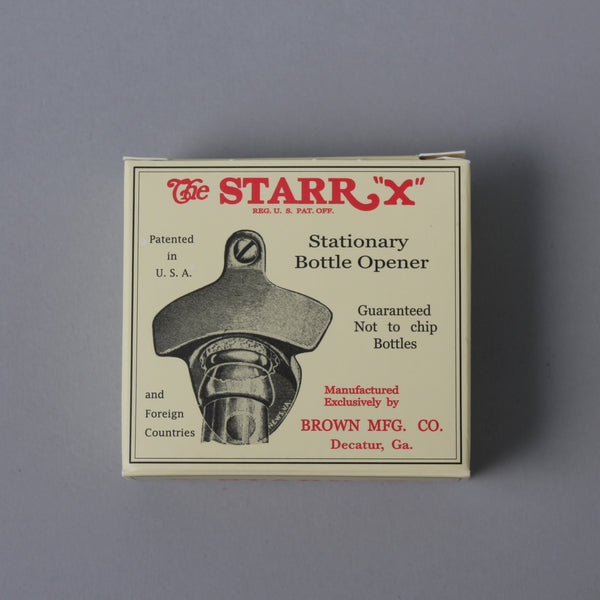 The STARR "X"
REG. U. S. PAT. OFF.
Patented
in
U. S. A.
Stationary
Bottle Opener
Guaranteed
Not to chip
Bottles
and
Foreign
Countries
Manufactured
Exclusively by
BROWN MFG. CO.
Decatur, Ga.